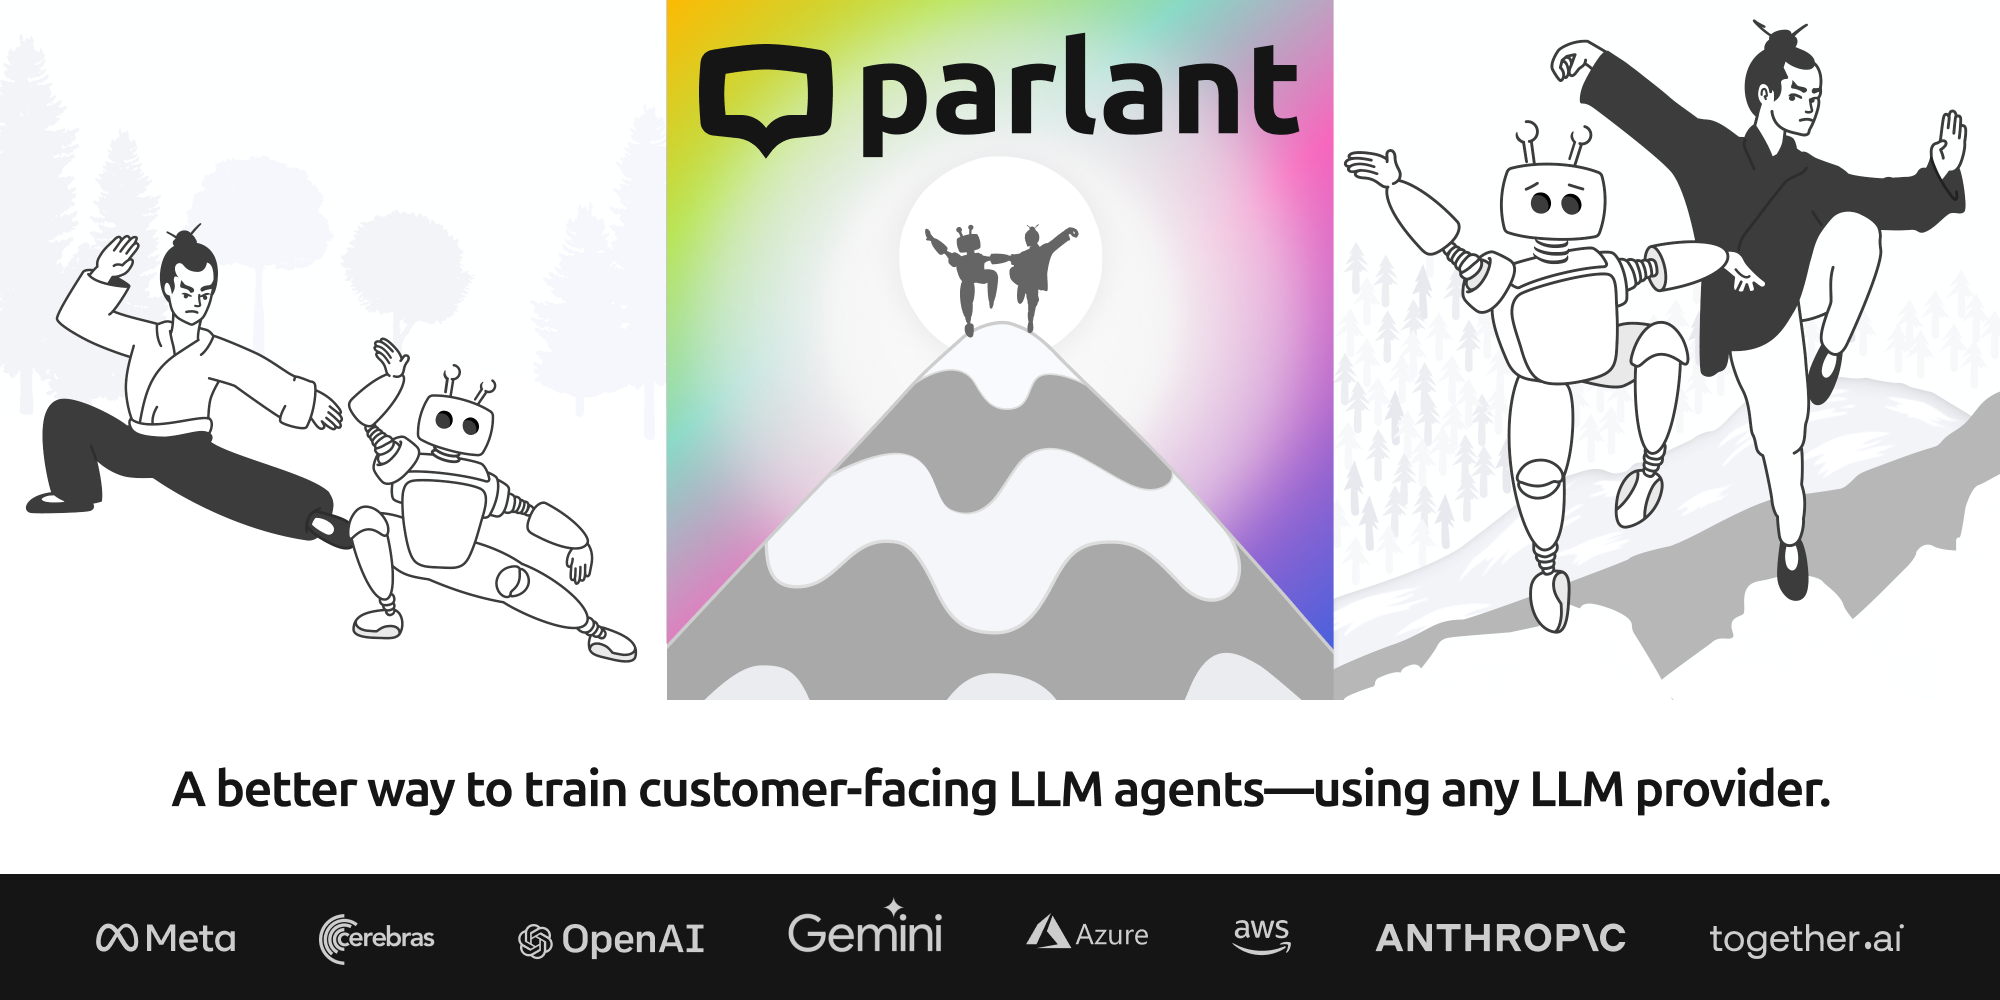 parlant
A better way to train customer-facing LLM agents—using any LLM provider.
Meta cerebras OpenAI Gemini Azure aws ANTHROP\C together.ai